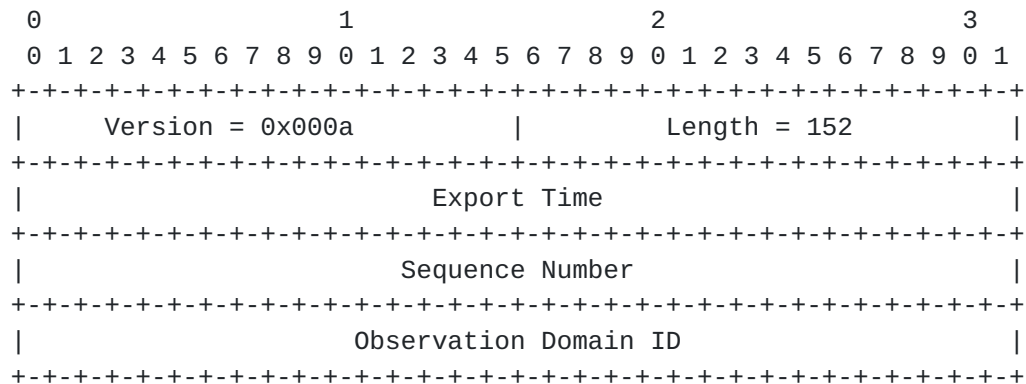 0                   1                   2                   3
 0 1 2 3 4 5 6 7 8 9 0 1 2 3 4 5 6 7 8 9 0 1 2 3 4 5 6 7 8 9 0 1
+-+-+-+-+-+-+-+-+-+-+-+-+-+-+-+-+-+-+-+-+-+-+-+-+-+-+-+-+-+-+-+-+
|     Version = 0x000a          |         Length = 152          |
+-+-+-+-+-+-+-+-+-+-+-+-+-+-+-+-+-+-+-+-+-+-+-+-+-+-+-+-+-+-+-+-+
|                          Export Time                          |
+-+-+-+-+-+-+-+-+-+-+-+-+-+-+-+-+-+-+-+-+-+-+-+-+-+-+-+-+-+-+-+-+
|                        Sequence Number                        |
+-+-+-+-+-+-+-+-+-+-+-+-+-+-+-+-+-+-+-+-+-+-+-+-+-+-+-+-+-+-+-+-+
|                     Observation Domain ID                     |
+-+-+-+-+-+-+-+-+-+-+-+-+-+-+-+-+-+-+-+-+-+-+-+-+-+-+-+-+-+-+-+-+